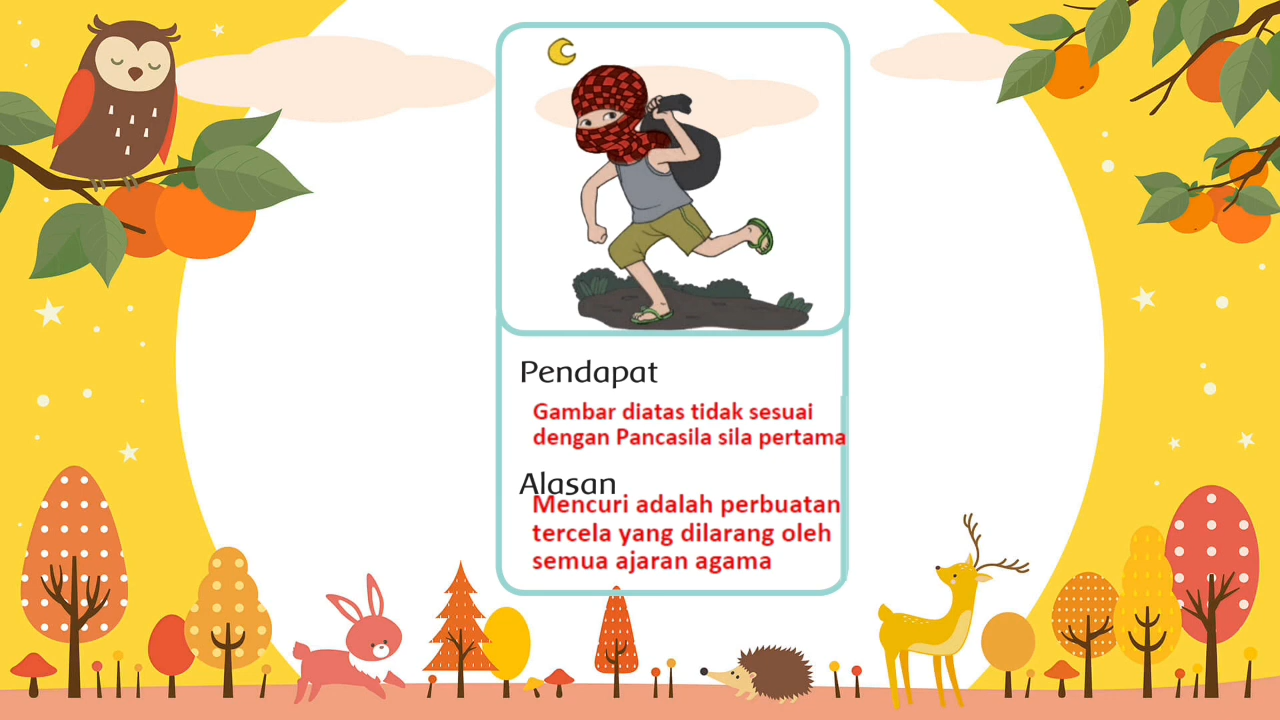 Pendapat
Gambar diatas tidak sesuai
dengan Pancasila sila pertama
Alasan
Mencuri adalah perbuatan
tercela yang dilarang oleh
semua ajaran agama